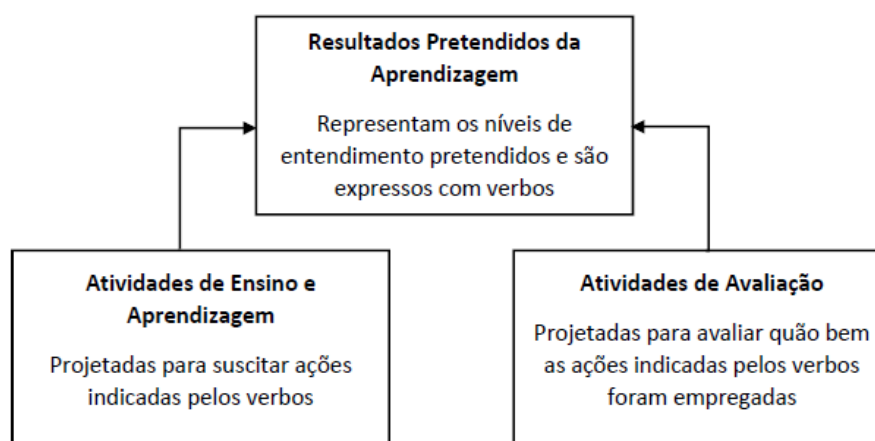 Resultados Pretendidos da
Aprendizagem
Representam os níveis de
entendimento pretendidos e são
expressos com verbos
Atividades de Ensino e
Aprendizagem
Projetadas para suscitar ações
indicadas pelos verbos
Atividades de Avaliação
Projetadas para avaliar quão bem
as ações indicadas pelos verbos
foram empregadas